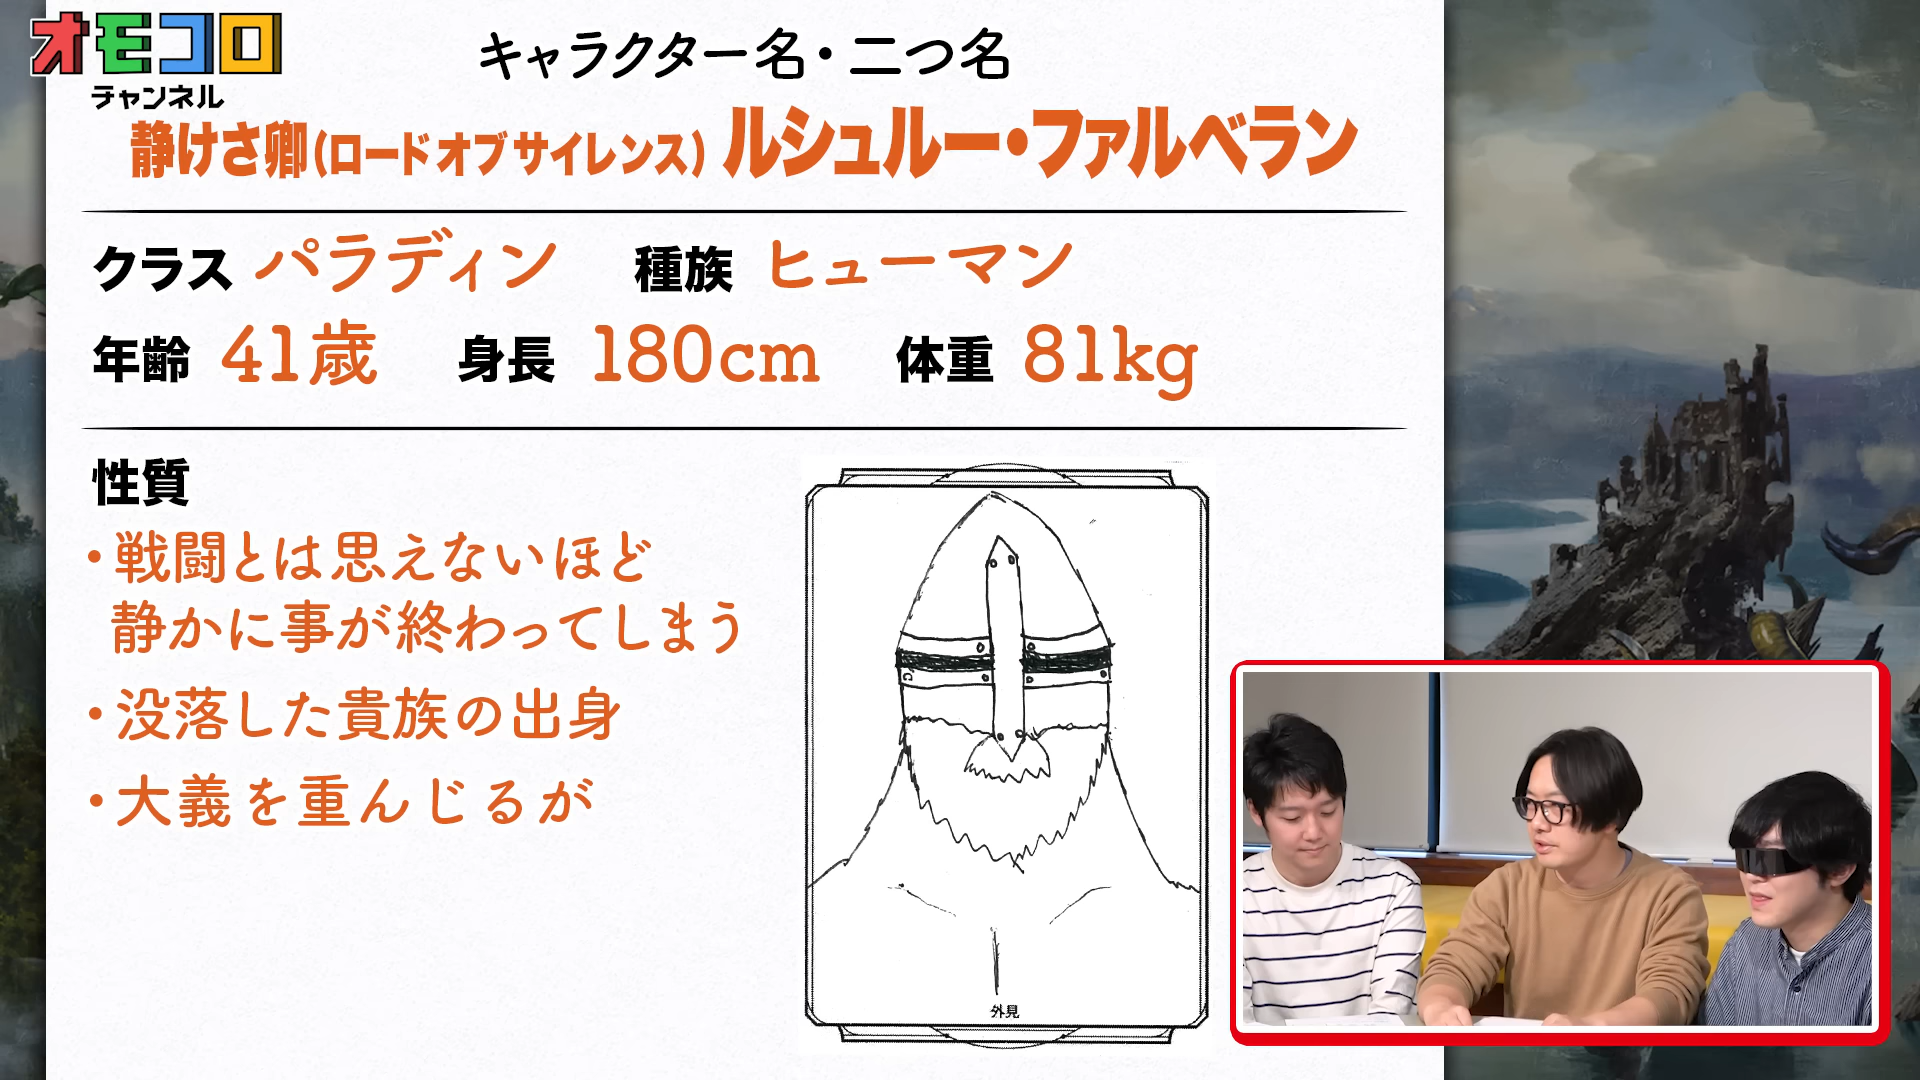 オモコロ
チャンネル
キャラクター名・二つ名
静けさ卿(ロードオブサイレンス) ルシュルー・ファルベラン
クラス パラディン 種族 ヒューマン
年齢 41歳 身長 180cm 体重 81kg
性質
・戦闘とは思えないほど
静かに事が終わってしまう
・没落した貴族の出身
・大義を重んじるが
外見